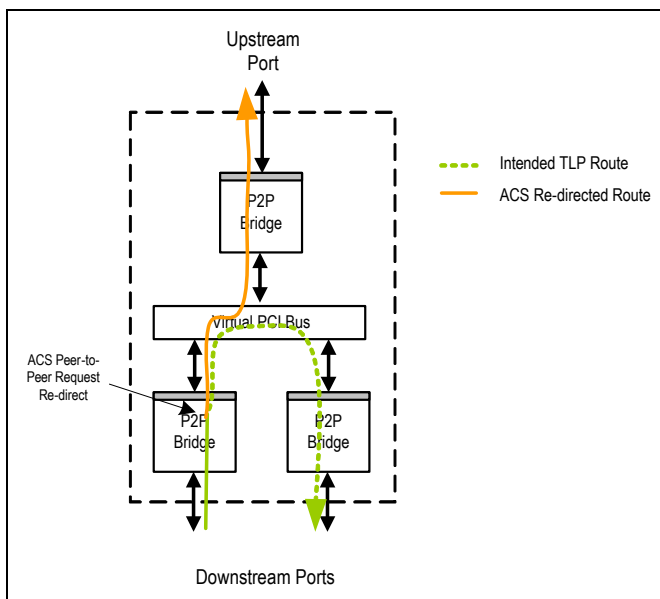 Upstream
Port
Intended TLP Route
ACS Re-directed Route
P2P
Bridge
Virtual PCI Bus
ACS Peer-to-
Peer Request
Re-direct
P2P
Bridge
P2P
Bridge
Downstream Ports